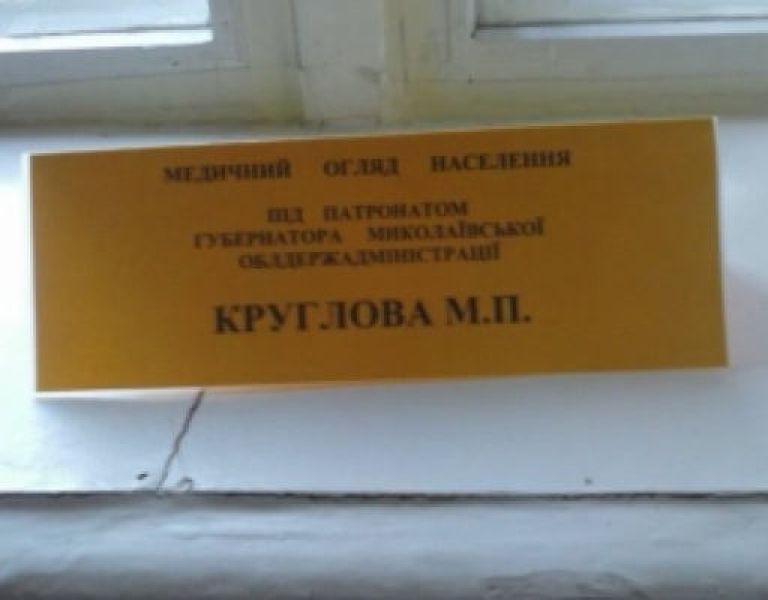 МЕДИЧНИЙ ОГЛЯД НАСЕЛЕННЯ
ПІД ПАТРОНАТОМ
ГУБЕРНАТОРА МИКОЛАЇВСЬКОЇ
ОБЛДЕРЖАДМІНІСТРАЦІЇ
КРУГЛОВА М.П.